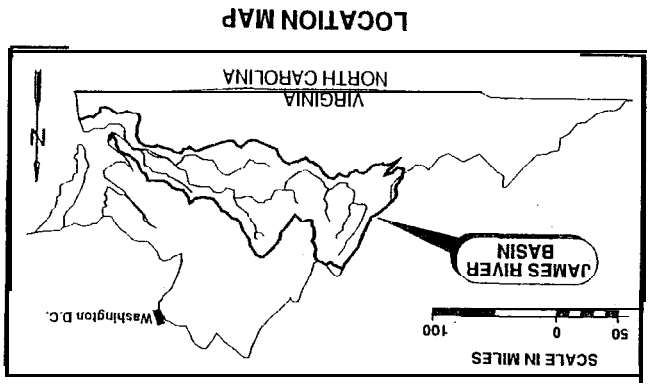 SCALE IN MILES
50 0 100
Washington D.C.
JAMES RIVER
BASIN
N
VIRGINIA
NORTH CAROLINA
LOCATION MAP